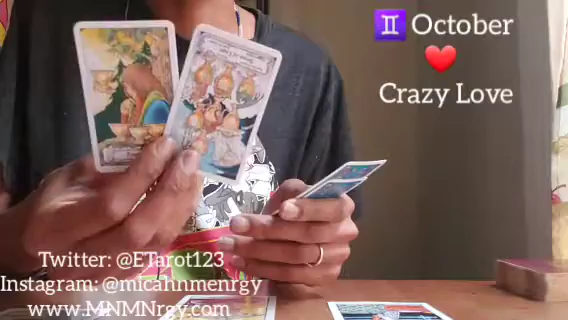 ♊ October
❤️
Crazy Love
Twitter: @ETarot123
Instagram: @micahnmenrgy
www.MNMNrgy.com